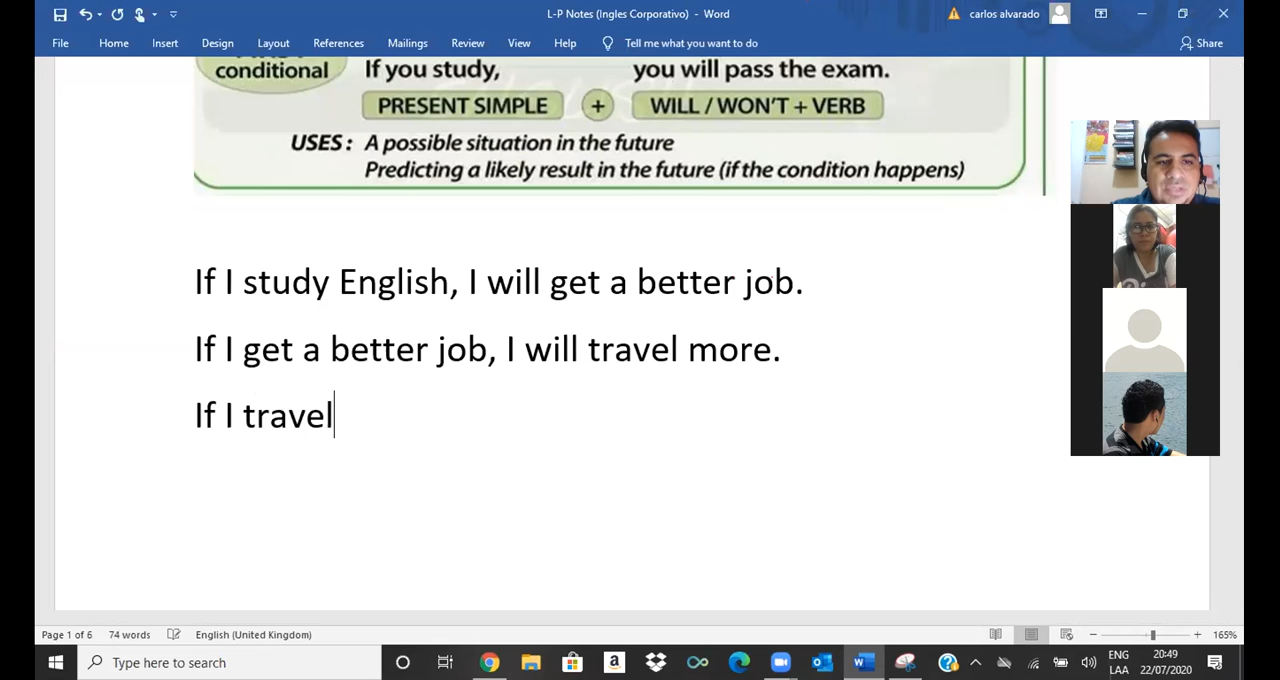 L-P Notes (Ingles Corporativo) - Word
carlos alvarado
File Home Insert Design Layout References Mailings Review View Help Tell me what you want to do Share
conditional
If you study, you will pass the exam.
PRESENT SIMPLE + WILL / WON'T + VERB
USES : A possible situation in the future
Predicting a likely result in the future (if the condition happens)
If I study English, I will get a better job.
If I get a better job, I will travel more.
If I travel
Page 1 of 6 74 words English (United Kingdom) 165%
Type here to search
ENG 20:49
LAA 22/07/2020